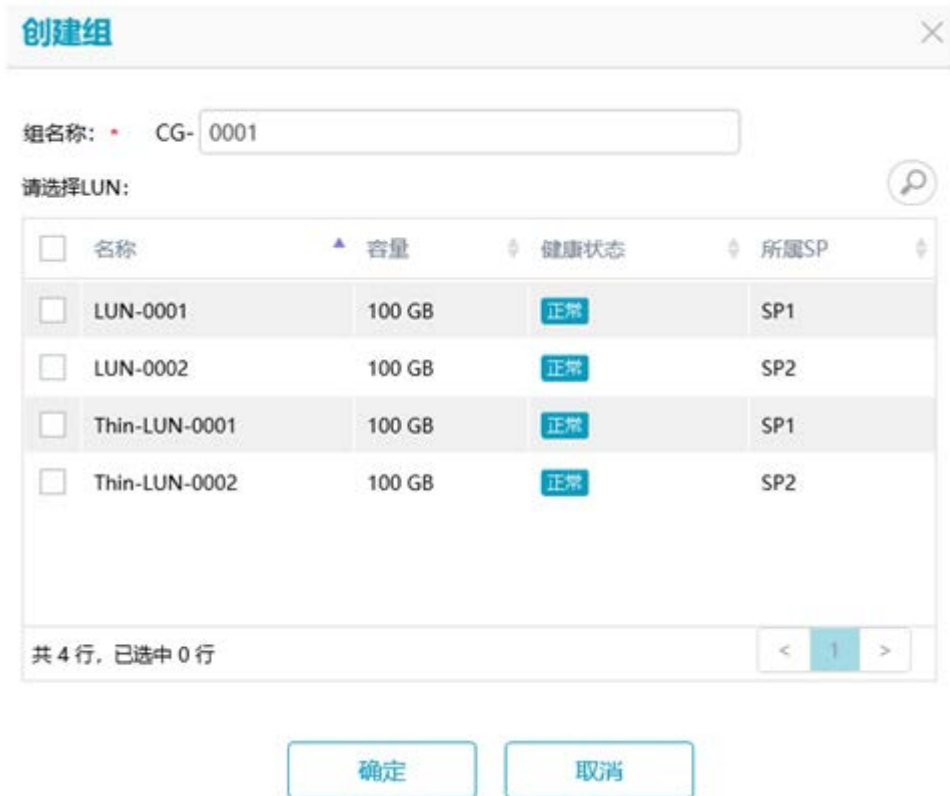 创建组
组名称: * CG- 0001
请选择LUN:
名称 容量 健康状态 所属SP
LUN-0001 100 GB 正常 SP1
LUN-0002 100 GB 正常 SP2
Thin-LUN-0001 100 GB 正常 SP1
Thin-LUN-0002 100 GB 正常 SP2
共 4 行, 已选中 0 行 < 1 >
确定 取消